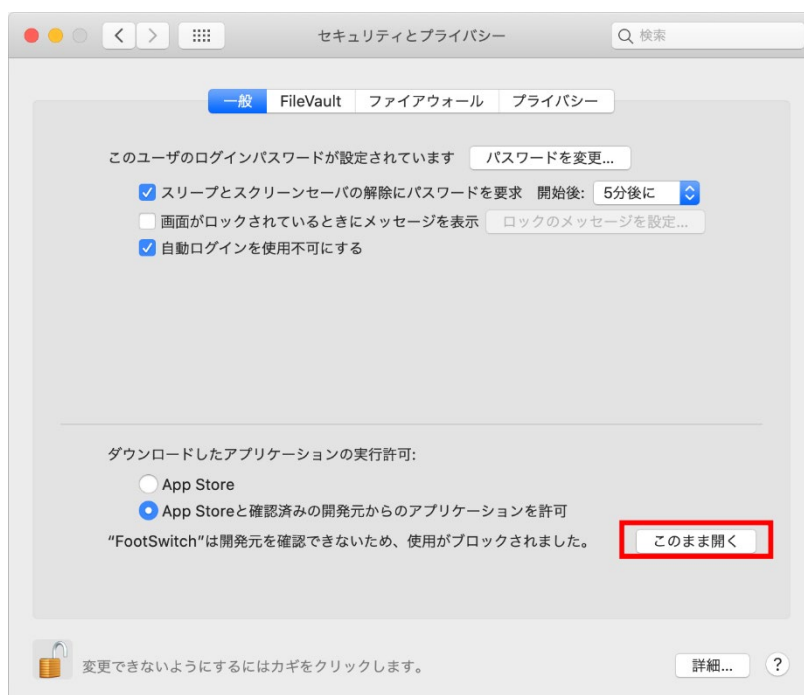 セキュリティとプライバシー
検索
一般 FileVault ファイアウォール プライバシー
このユーザのログインパスワードが設定されています パスワードを変更...
スリープとスクリーンセーバの解除にパスワードを要求 開始後: 5分後に
画面がロックされているときにメッセージを表示 ロックのメッセージを設定...
自動ログインを使用不可にする
ダウンロードしたアプリケーションの実行許可:
App Store
App Storeと確認済みの開発元からのアプリケーションを許可
“FootSwitch”は開発元を確認できないため、使用がブロックされました。 このまま開く
変更できないようにするにはカギをクリックします。 詳細... ?